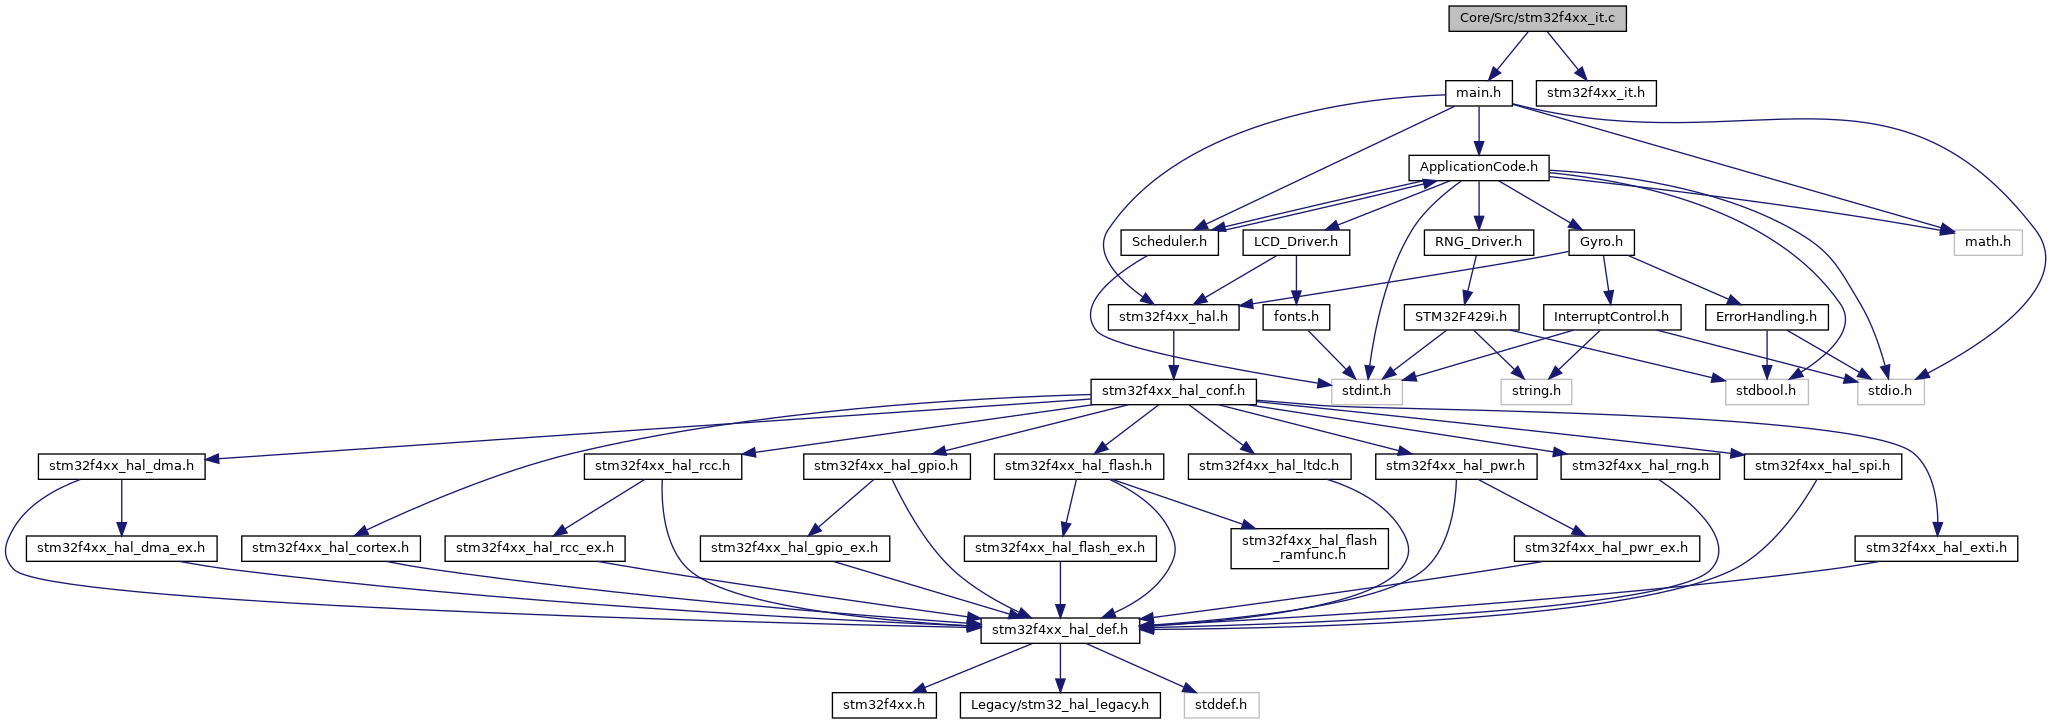 Core/Src/stm32f4xx_it.c
main.h
stm32f4xx_it.h
ApplicationCode.h
Scheduler.h
LCD_Driver.h
RNG_Driver.h
Gyro.h
math.h
stm32f4xx_hal.h
fonts.h
STM32F429i.h
InterruptControl.h
ErrorHandling.h
stm32f4xx_hal_conf.h
stdint.h
string.h
stdbool.h
stdio.h
stm32f4xx_hal_dma.h
stm32f4xx_hal_rcc.h
stm32f4xx_hal_gpio.h
stm32f4xx_hal_flash.h
stm32f4xx_hal_ltdc.h
stm32f4xx_hal_pwr.h
stm32f4xx_hal_rng.h
stm32f4xx_hal_spi.h
stm32f4xx_hal_dma_ex.h
stm32f4xx_hal_cortex.h
stm32f4xx_hal_rcc_ex.h
stm32f4xx_hal_gpio_ex.h
stm32f4xx_hal_flash_ex.h
stm32f4xx_hal_flash
_ramfunc.h
stm32f4xx_hal_pwr_ex.h
stm32f4xx_hal_exti.h
stm32f4xx_hal_def.h
stm32f4xx.h
Legacy/stm32_hal_legacy.h
stddef.h